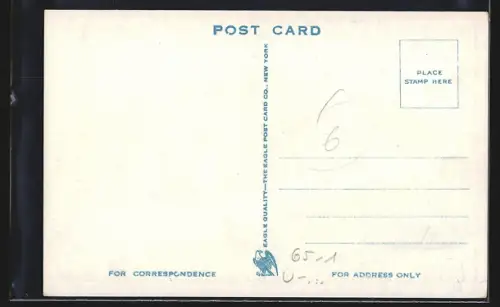 POST CARD
PLACE
STAMP HERE
EAGLE QUALITY—THE EAGLE POST CARD CO., NEW YORK
6
65-1
FOR CORRESPONDENCE
FOR ADDRESS ONLY